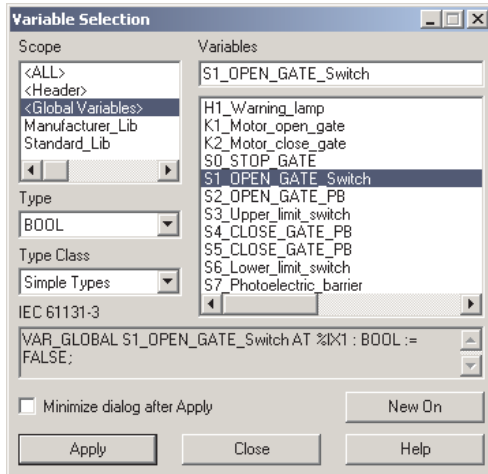 Variable Selection
Scope
<ALL>
<Header>
<Global Variables>
Manufacturer_Lib
Standard_Lib
Type
BOOL
Type Class
Simple Types
Variables
S1_OPEN_GATE_Switch
H1_Warning_lamp
K1_Motor_open_gate
K2_Motor_close_gate
S0_STOP_GATE
S1_OPEN_GATE_Switch
S2_OPEN_GATE_PB
S3_Upper_limit_switch
S4_CLOSE_GATE_PB
S5_CLOSE_GATE_PB
S6_Lower_limit_switch
S7_Photoelectric_barrier
IEC 61131-3
VAR_GLOBAL S1_OPEN_GATE_Switch AT %IX1 : BOOL :=
FALSE;
Minimize dialog after Apply
New On
Apply
Close
Help